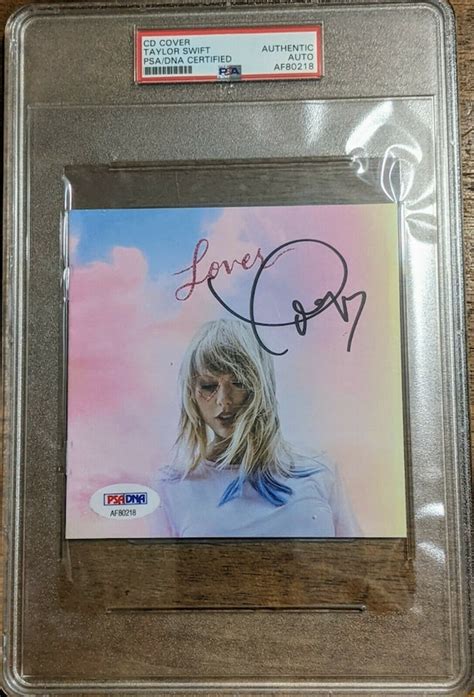 CD COVER
TAYLOR SWIFT
PSA/DNA CERTIFIED
AUTHENTIC
AUTO
AF80218
PSA
Lover
PSA/DNA
AF80218